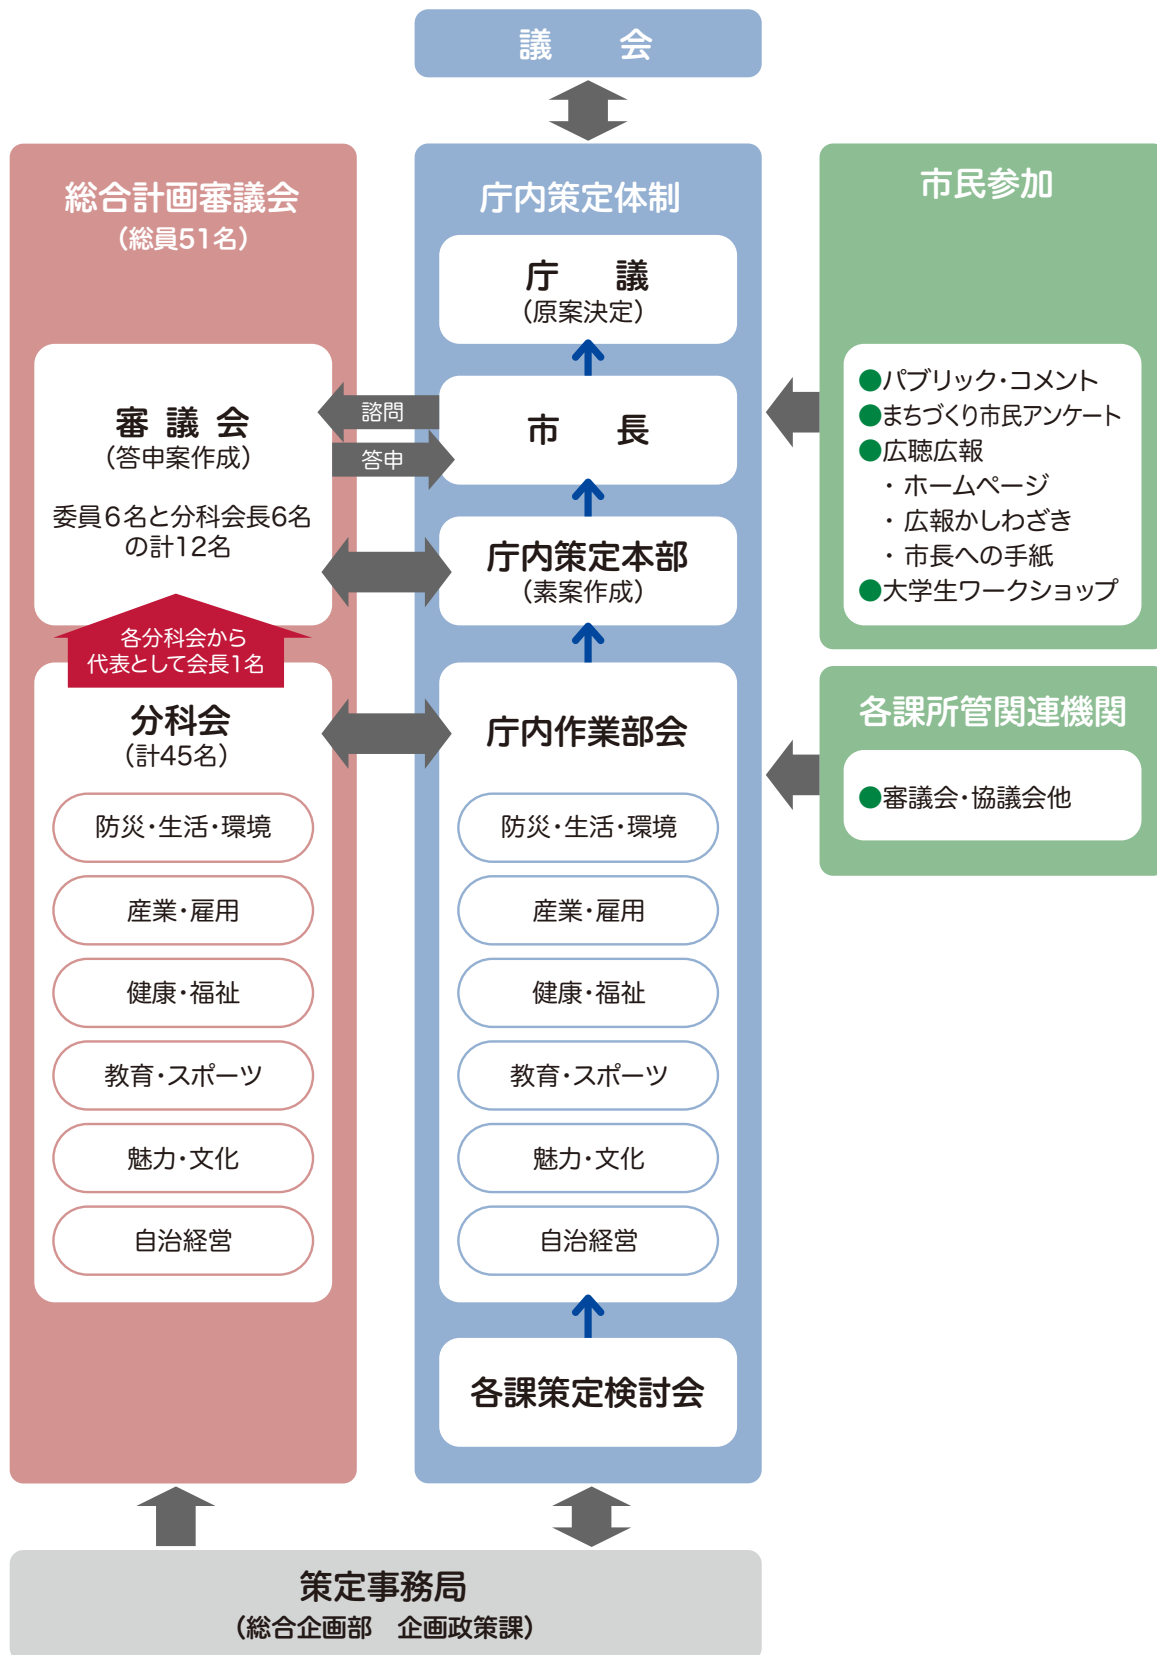 議　会
総合計画審議会
（総員51名）
審議会
（答申案作成）
委員6名と分科会長6名
の計12名
各分科会から
代表として会長1名
分科会
（計45名）
防災・生活・環境
産業・雇用
健康・福祉
教育・スポーツ
魅力・文化
自治経営
諮問
答申
庁内策定体制
庁　議
（原案決定）
市　長
庁内策定本部
（素案作成）
庁内作業部会
防災・生活・環境
産業・雇用
健康・福祉
教育・スポーツ
魅力・文化
自治経営
各課策定検討会
市民参加
●パブリック・コメント
●まちづくり市民アンケート
●広聴広報
・ホームページ
・広報かしわざき
・市長への手紙
●大学生ワークショップ
各課所管関連機関
●審議会・協議会他
策定事務局
（総合企画部　企画政策課）